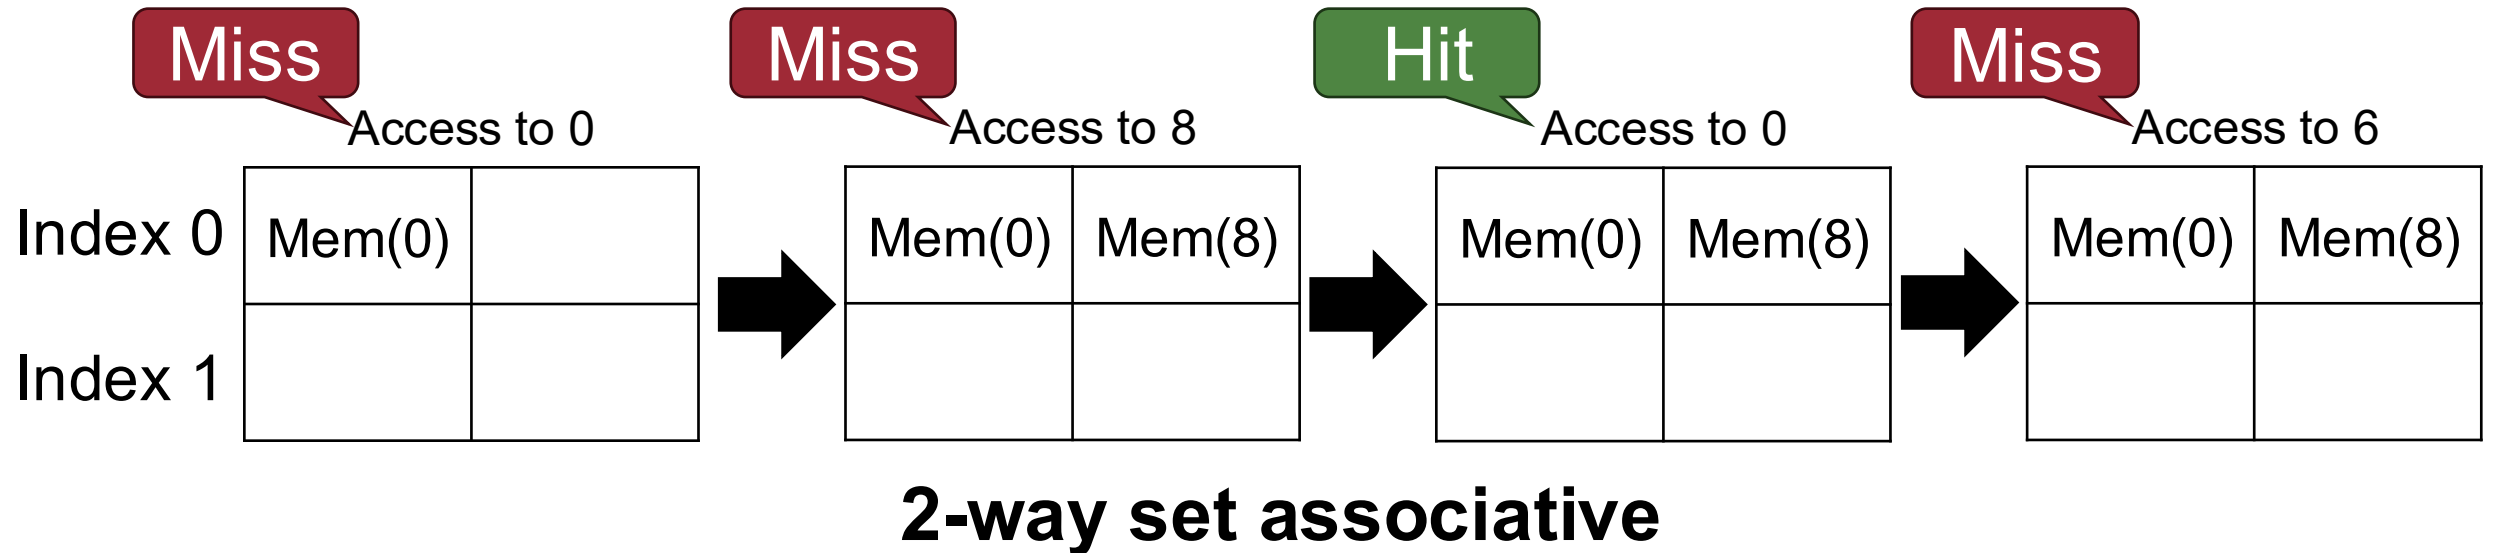 Miss
Miss
Hit
Miss
Access to 0
Access to 8
Access to 0
Access to 6
Index 0
Mem(0)
Mem(0) Mem(8)
Mem(0) Mem(8)
Mem(0) Mem(8)
Index 1
2-way set associative